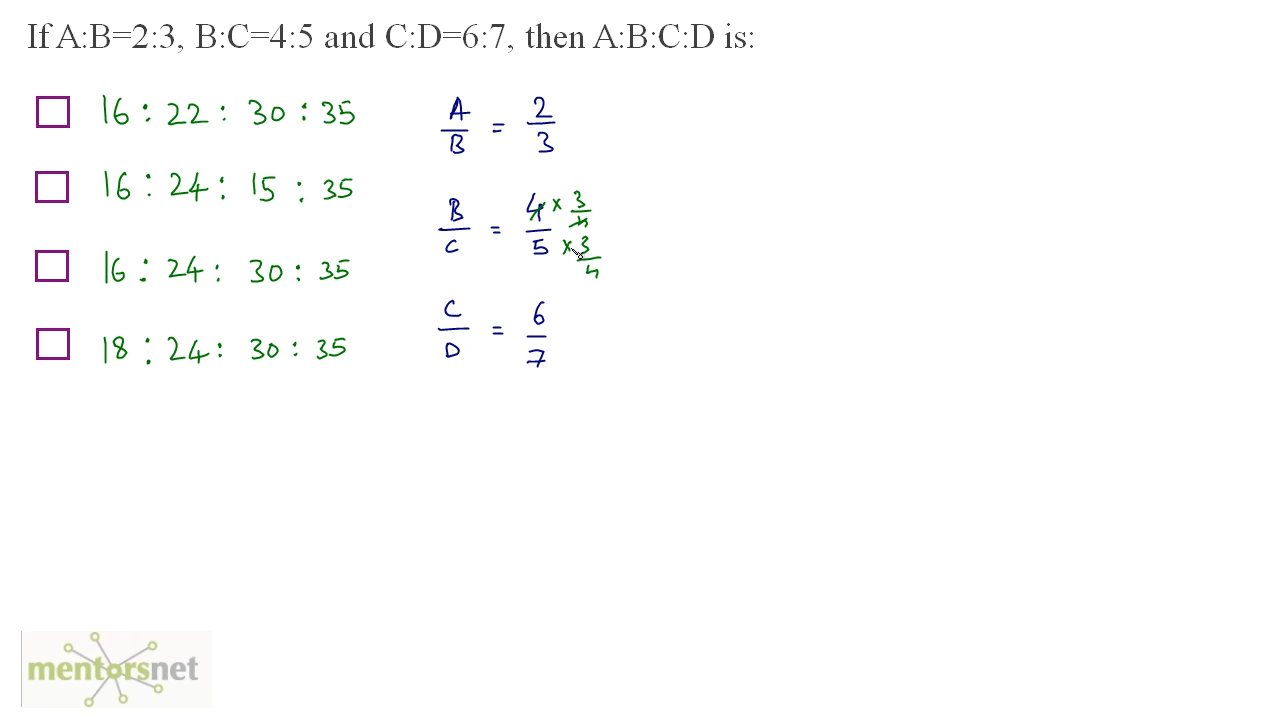 If A:B=2:3, B:C=4:5 and C:D=6:7, then A:B:C:D is:
16 : 22 : 30 : 35
16 : 24 : 15 : 35
16 : 24 : 30 : 35
18 : 24 : 30 : 35
A/B = 2/3
B/C = 4 × 3/4 / 5 × 3/4
C/D = 6/7
mentorsnet